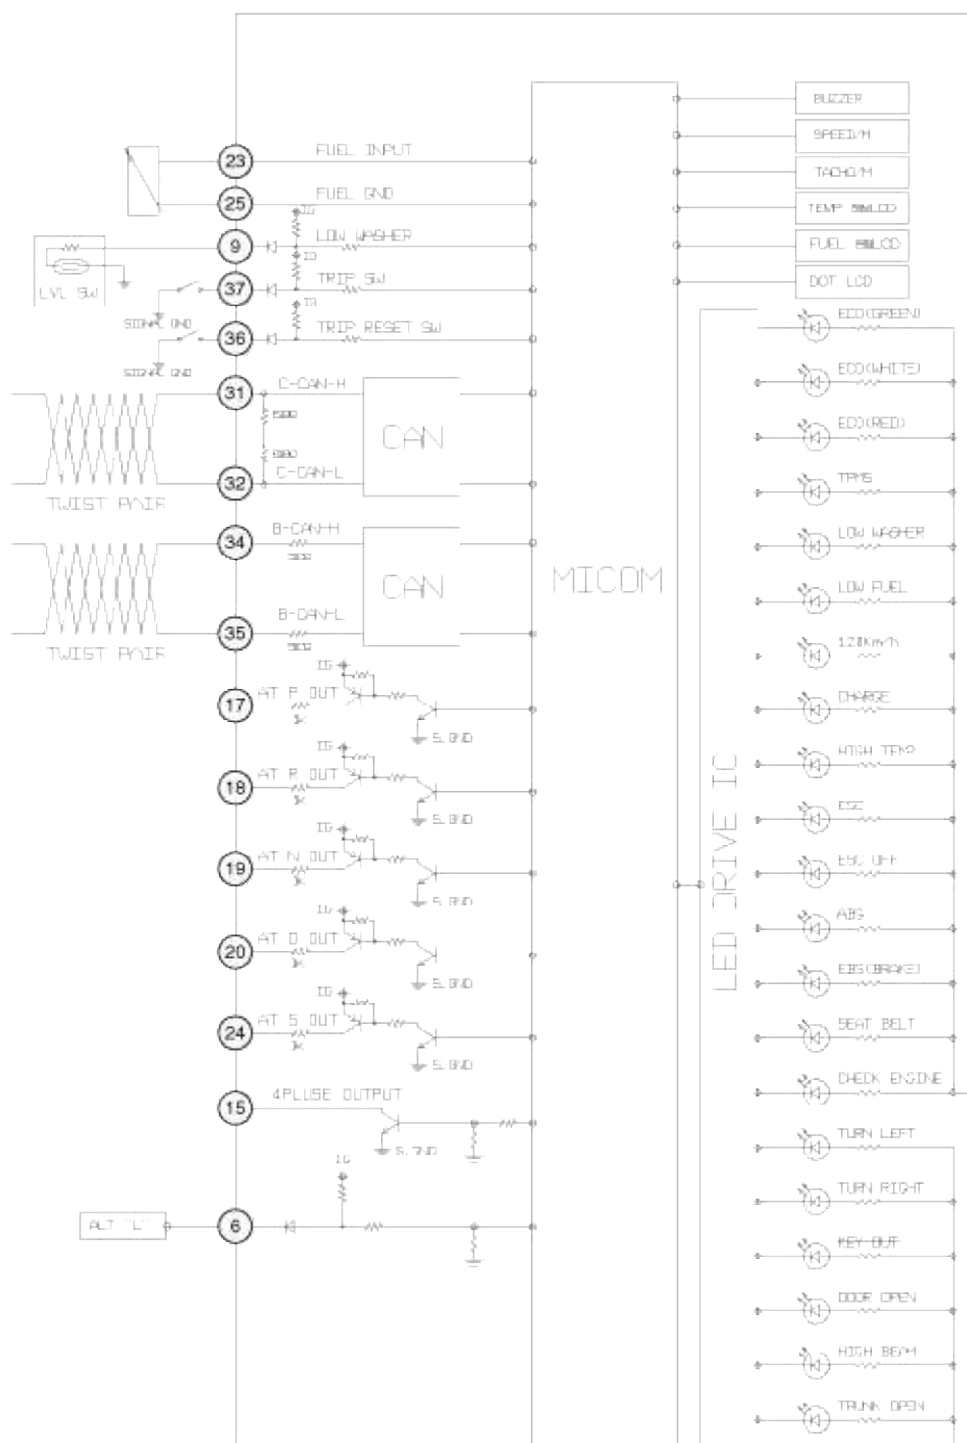 BUZZER
SPEED/M
TACHO/M
TEMP
FUEL
DOT LCD
23
FUEL INPUT
25
FUEL GND
IG
9
LOW WASHER
IG
LVL SW
37
TRIP SW
IG
SIGNAL GND
36
TRIP RESET SW
SIGNAL GND
31
C-CAN-H
CAN
32
C-CAN-L
TWIST PAIR
34
B-CAN-H
CAN
35
B-CAN-L
TWIST PAIR
MICOM
IG
17
AT P OUT
S.GND
IG
18
AT R OUT
S.GND
IG
19
AT N OUT
S.GND
IG
20
AT D OUT
S.GND
IG
24
AT S OUT
S.GND
15
4PLUSE OUTPUT
S.GND
IG
ALT "L"
6
LED DRIVE IC
ECO(GREEN)
ECO(WHITE)
ECO(RED)
TPMS
LOW WASHER
LOW FUEL
120Km/h
CHARGE
HIGH TEMP
ESC
ESC OFF
ABS
EBS(BRAKE)
SEAT BELT
CHECK ENGINE
TURN LEFT
TURN RIGHT
KEY OUT
DOOR OPEN
HIGH BEAM
TRUNK OPEN